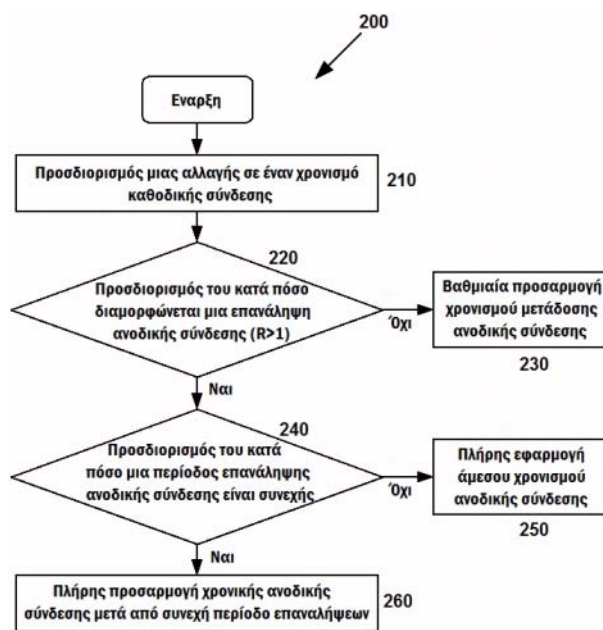 200
Εναρξη
Προσδιορισμός μιας αλλαγής σε έναν χρονισμό
καθοδικής σύνδεσης
210
220
Προσδιορισμός του κατά πόσο
διαμορφώνεται μια επανάληψη
ανοδικής σύνδεσης (R>1)
Όχι
Βαθμιαία προσαρμογή
χρονισμού μετάδοσης
ανοδικής σύνδεσης
230
Ναι
240
Προσδιορισμός του κατά
πόσο μια περίοδος επανάληψης
ανοδικής σύνδεσης είναι συνεχής
Όχι
Πλήρης εφαρμογή
άμεσου χρονισμού
ανοδικής σύνδεσης
250
Ναι
Πλήρης προσαρμογή χρονικής ανοδικής
σύνδεσης μετά από συνεχή περίοδο επαναλήψεων
260